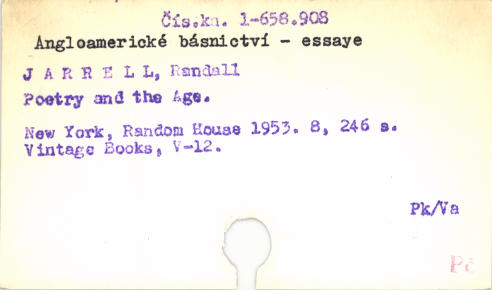 Čís.kn. 1-658.908
Angloamerické básnictví - essaye
J A R R E L L, Randall
Poetry and the Age.
New York, Random House 1953. 8, 246 s.
Vintage Books, V-12.
Pk/Va